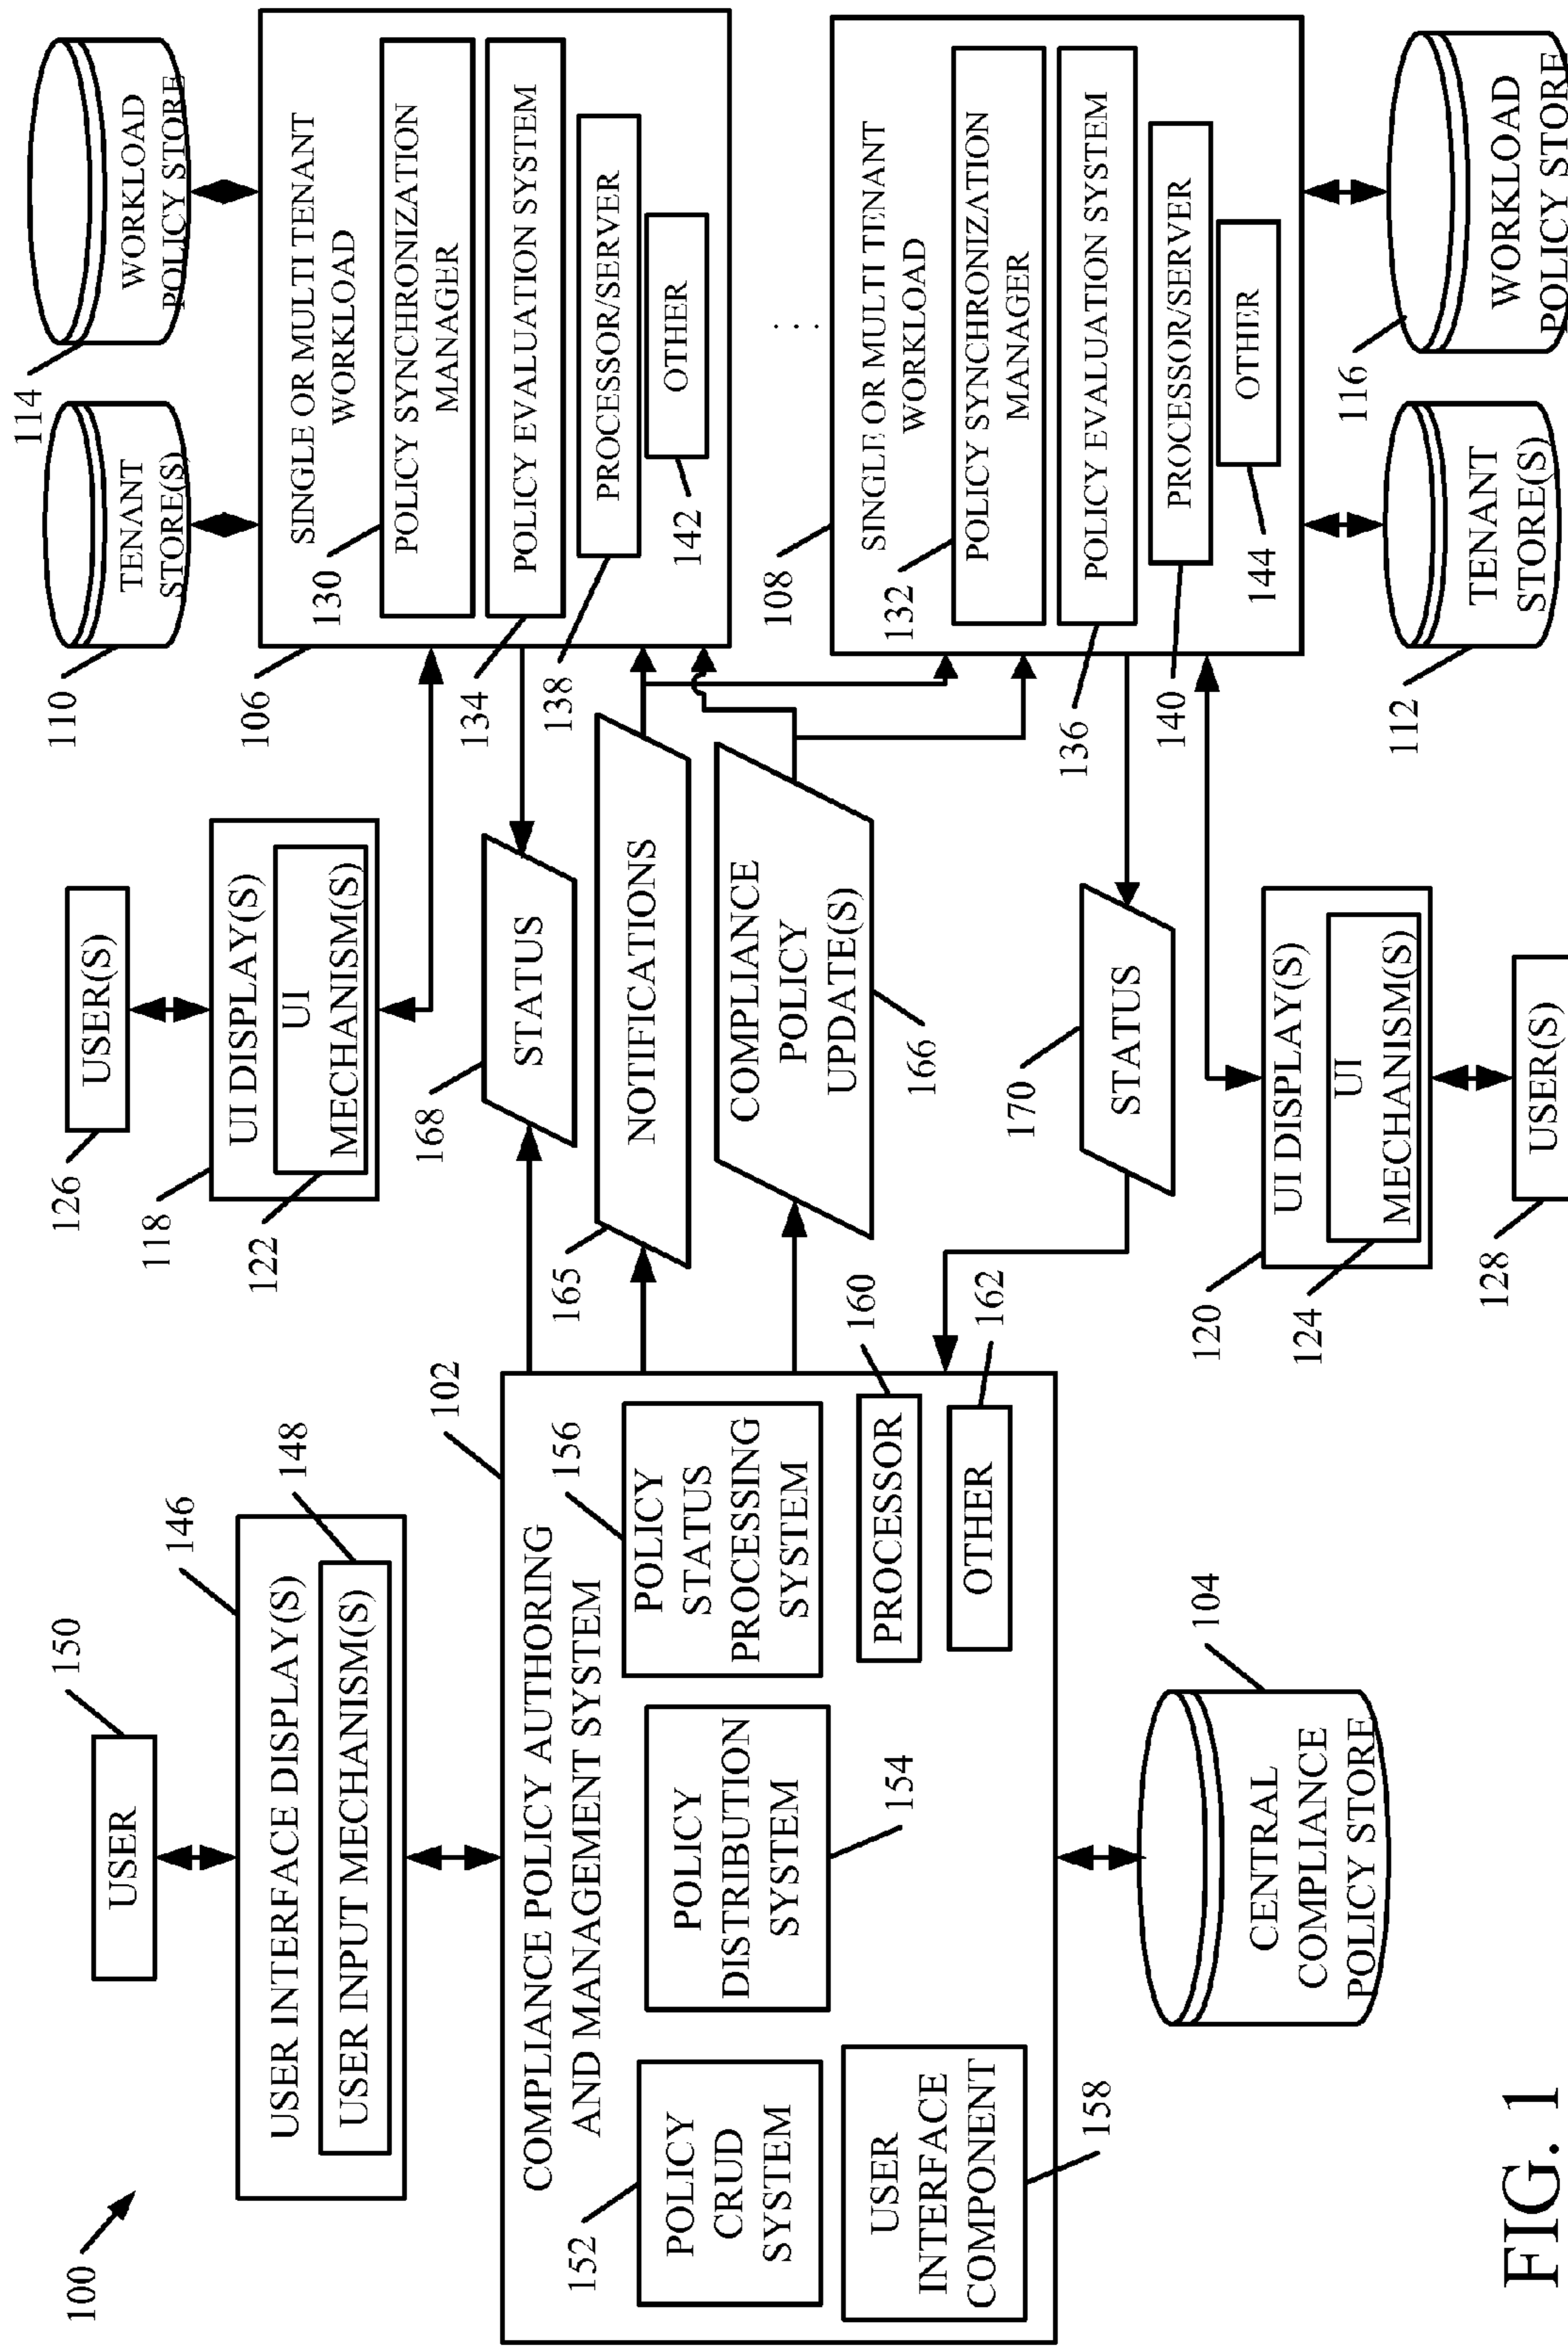 100
150
USER
146
USER INTERFACE DISPLAY(S)
148
USER INPUT MECHANISM(S)
102
COMPLIANCE POLICY AUTHORING
AND MANAGEMENT SYSTEM
152
POLICY
CRUD
SYSTEM
POLICY
DISTRIBUTION
SYSTEM
154
156
POLICY
STATUS
PROCESSING
SYSTEM
USER
INTERFACE
COMPONENT
158
PROCESSOR
160
OTHER
162
CENTRAL
COMPLIANCE
POLICY STORE
104
126
USER(S)
118
UI DISPLAY(S)
122
UI
MECHANISM(S)
168
STATUS
165
NOTIFICATIONS
COMPLIANCE
POLICY
UPDATE(S)
166
170
STATUS
120
UI DISPLAY(S)
124
UI
MECHANISM(S)
128
USER(S)
110
TENANT
STORE(S)
114
WORKLOAD
POLICY STORE
106
SINGLE OR MULTI TENANT
WORKLOAD
130
POLICY SYNCHRONIZATION
MANAGER
134
POLICY EVALUATION SYSTEM
138
PROCESSOR/SERVER
142
OTHER
. . .
108
SINGLE OR MULTI TENANT
WORKLOAD
132
POLICY SYNCHRONIZATION
MANAGER
136
POLICY EVALUATION SYSTEM
140
PROCESSOR/SERVER
144
OTHER
112
TENANT
STORE(S)
116
WORKLOAD
POLICY STORE
FIG. 1